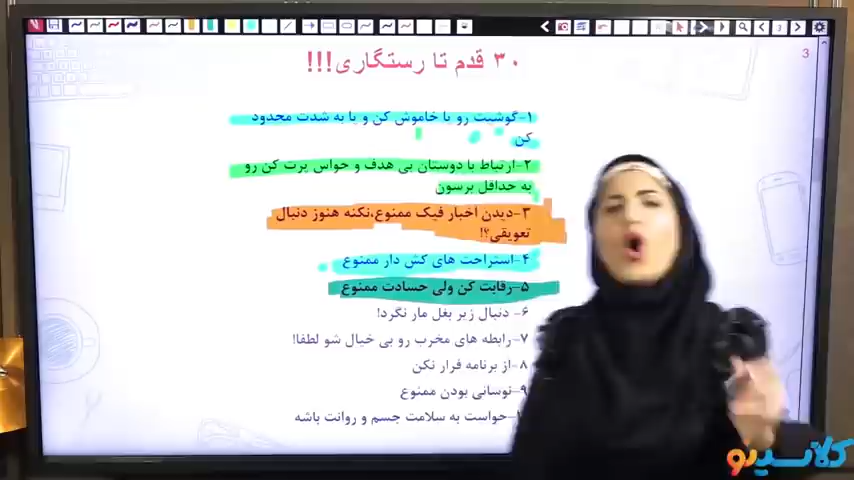 3
۳۰ قدم تا رستگاری!!!
۱-گوشیت رو یا خاموش کن و یا به شدت محدود
کن
۲-ارتباط با دوستان بی هدف و حواس پرت کن رو
به حداقل برسون
۳-دیدن اخبار فیک ممنوع،نکنه هنوز دنبال
تعویقی؟!
۴-استراحت های کش دار ممنوع
۵-رقابت کن ولی حسادت ممنوع
۶- دنبال زیر بغل مار نگرد!
۷-رابطه های مخرب رو بی خیال شو لطفا!
۸-از برنامه فرار نکن
۹-نوسانی بودن ممنوع
حواست به سلامت جسم و روانت باشه
کلاسینو